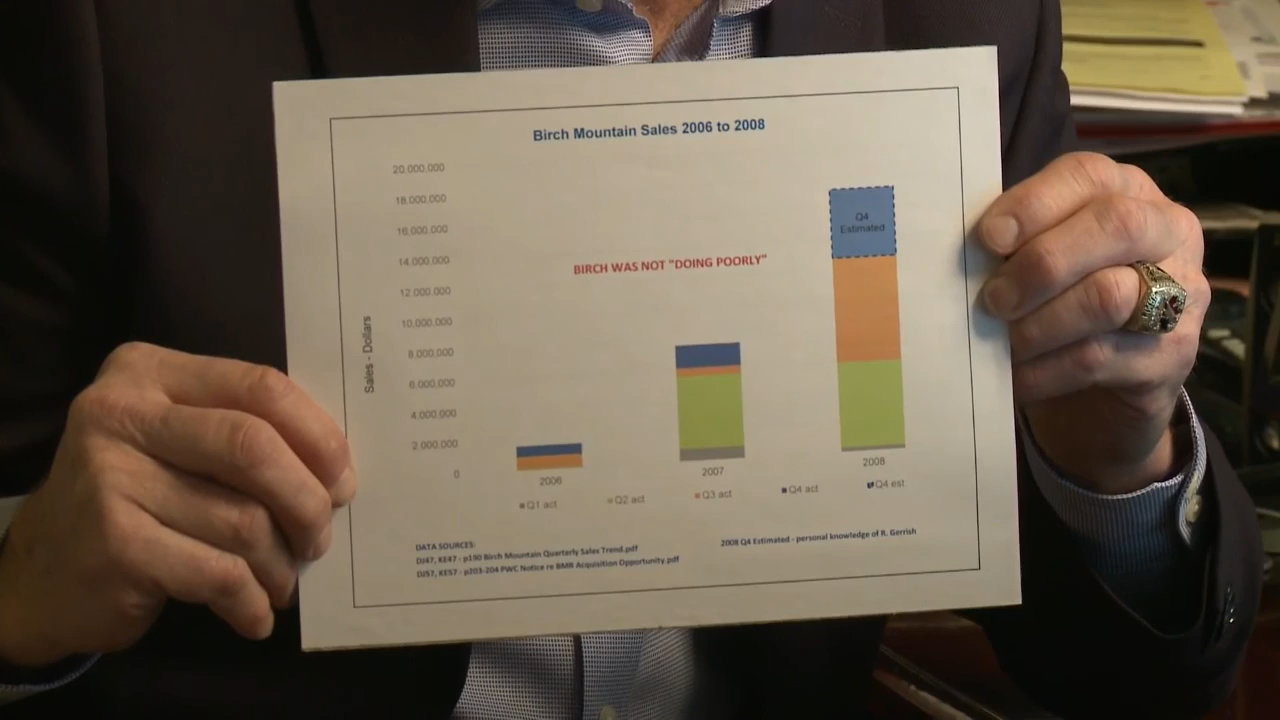 Birch Mountain Sales 2006 to 2008
20,000,000
18,000,000
16,000,000
14,000,000
12,000,000
10,000,000
8,000,000
6,000,000
4,000,000
2,000,000
0
Sales - Dollars
BIRCH WAS NOT "DOING POORLY"
Q4
Estimated
2006
2007
2008
Q1 act
Q2 act
Q3 act
Q4 act
Q4 est
DATA SOURCES:
DJ47, KE47 - p190 Birch Mountain Quarterly Sales Trend.pdf
DJ57, KE57 - p203-204 PWC Notice re BMR Acquisition Opportunity.pdf
2008 Q4 Estimated - personal knowledge of R. Gerrish